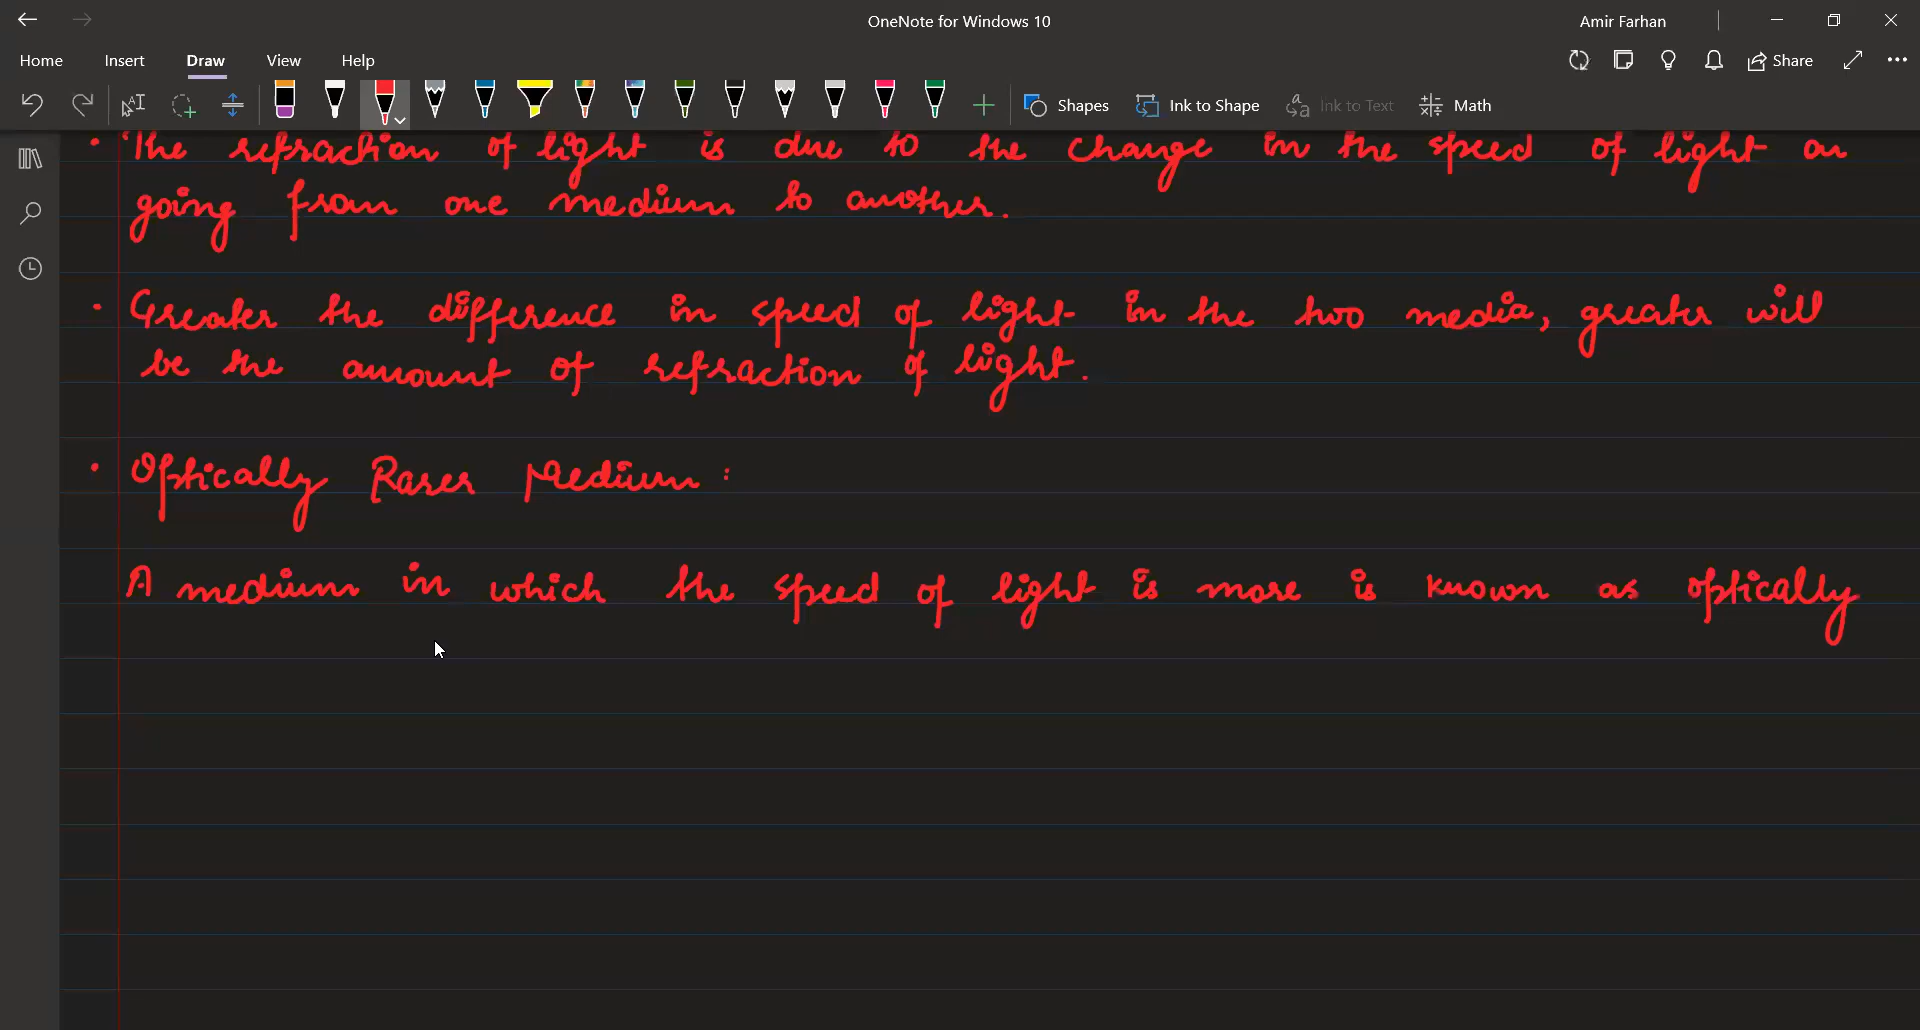 OneNote for Windows 10
Amir Farhan
Home Insert Draw View Help
Share
Shapes Ink to Shape Ink to Text Math
• The refraction of light is due to the change in the speed of light on
going from one medium to another.
• Greater the difference in speed of light in the two media, greater will
be the amount of refraction of light.
• Optically Rarer Medium :
A medium in which the speed of light is more is known as optically